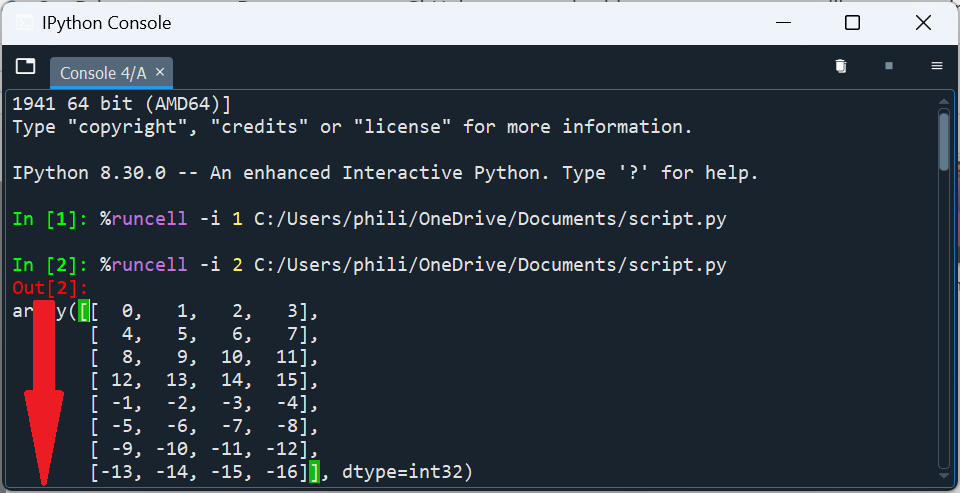 IPython Console
Console 4/A ×
1941 64 bit (AMD64)]
Type "copyright", "credits" or "license" for more information.
IPython 8.30.0 -- An enhanced Interactive Python. Type '?' for help.
In [1]: %runcell -i 1 C:/Users/phili/OneDrive/Documents/script.py
In [2]: %runcell -i 2 C:/Users/phili/OneDrive/Documents/script.py
Out[2]:
array([[  0,   1,   2,   3],
       [  4,   5,   6,   7],
       [  8,   9,  10,  11],
       [ 12,  13,  14,  15],
       [ -1,  -2,  -3,  -4],
       [ -5,  -6,  -7,  -8],
       [ -9, -10, -11, -12],
       [-13, -14, -15, -16]], dtype=int32)